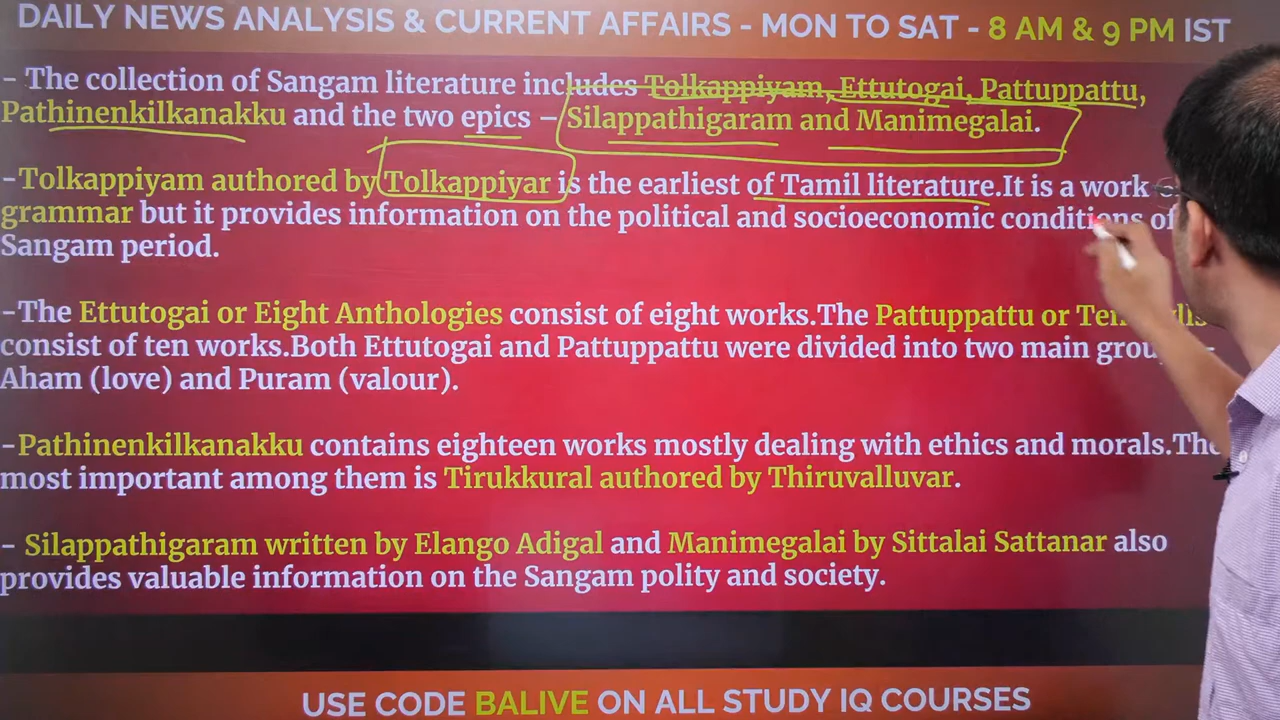 DAILY NEWS ANALYSIS & CURRENT AFFAIRS - MON TO SAT - 8 AM & 9 PM IST
- The collection of Sangam literature includes Tolkappiyam, Ettutogai, Pattuppattu,
Pathinenkilkanakku and the two epics – Silappathigaram and Manimegalai.
-Tolkappiyam authored by Tolkappiyar is the earliest of Tamil literature.It is a work
grammar but it provides information on the political and socioeconomic conditions of
Sangam period.
-The Ettutogai or Eight Anthologies consist of eight works.The Pattuppattu or Ten
consist of ten works.Both Ettutogai and Pattuppattu were divided into two main
Aham (love) and Puram (valour).
-Pathinenkilkanakku contains eighteen works mostly dealing with ethics and morals.The
most important among them is Tirukkural authored by Thiruvalluvar.
- Silappathigaram written by Elango Adigal and Manimegalai by Sittalai Sattanar also
provides valuable information on the Sangam polity and society.
USE CODE BALIVE ON ALL STUDY IQ COURSES